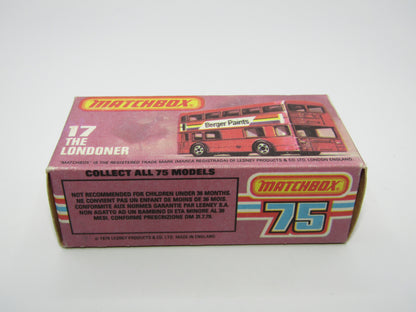 MATCHBOX
17
THE
LONDONER
Berger Paints
"MATCHBOX" IS THE REGISTERED TRADE MARK (MARCA REGISTRADA) OF LESNEY PRODUCTS & CO. LTD. LONDON ENGLAND.
COLLECT ALL 75 MODELS
NOT RECOMMENDED FOR CHILDREN UNDER 36 MONTHS.
NE CONVIENT PAS UN ENFANT DE MOINS DE 36 MOIS.
CONFORMITE AUX NORMES GARANTIE PAR LESNEY S.A.
NON ADATTO AD UN BAMBINO DI ETA MINORE AL 36
MESI, CONFORME PRESCRIZIONE DM 31.7.79.
© 1979 LESNEY PRODUCTS & CO. LTD. MADE IN ENGLAND
MATCHBOX
75